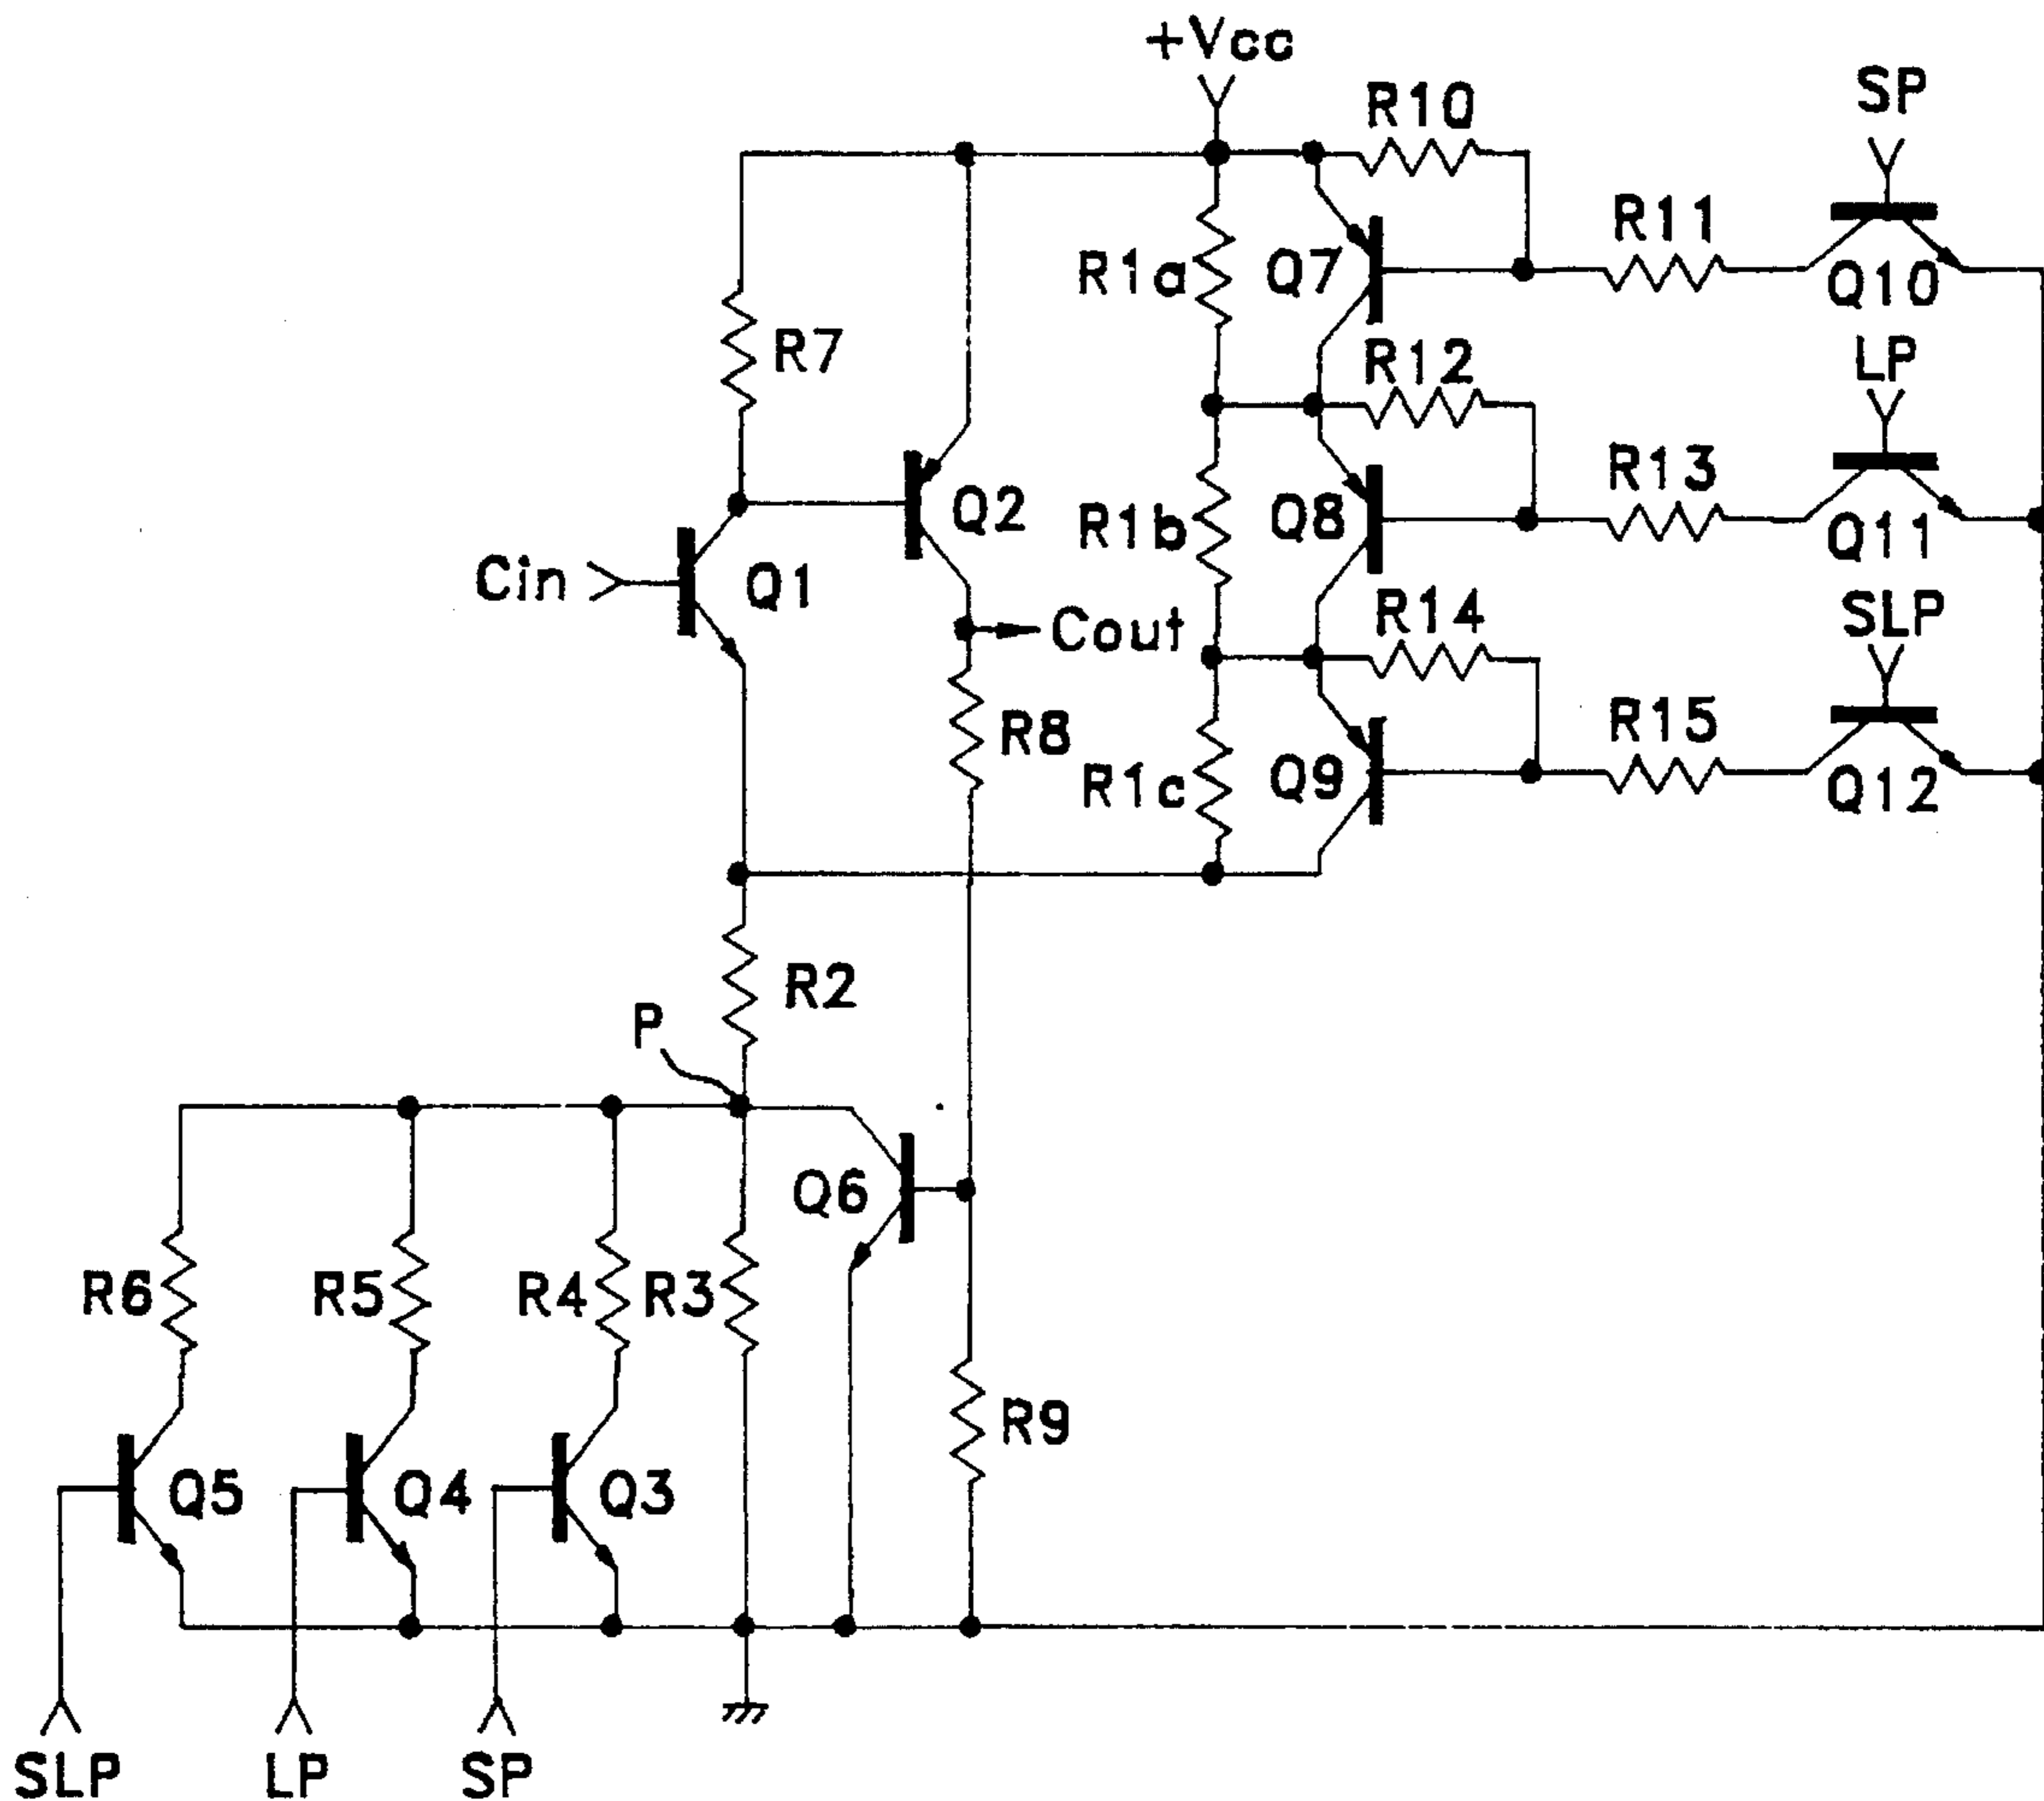 +Vcc
SP
R10
R11
R1a
Q7
Q10
R7
R12
LP
R13
Q2
R1b
Q8
Q11
Cin
Q1
R14
SLP
Cout
R8
R15
R1c
Q9
Q12
R2
P
Q6
R6
R5
R4
R3
R9
Q5
Q4
Q3
SLP
LP
SP